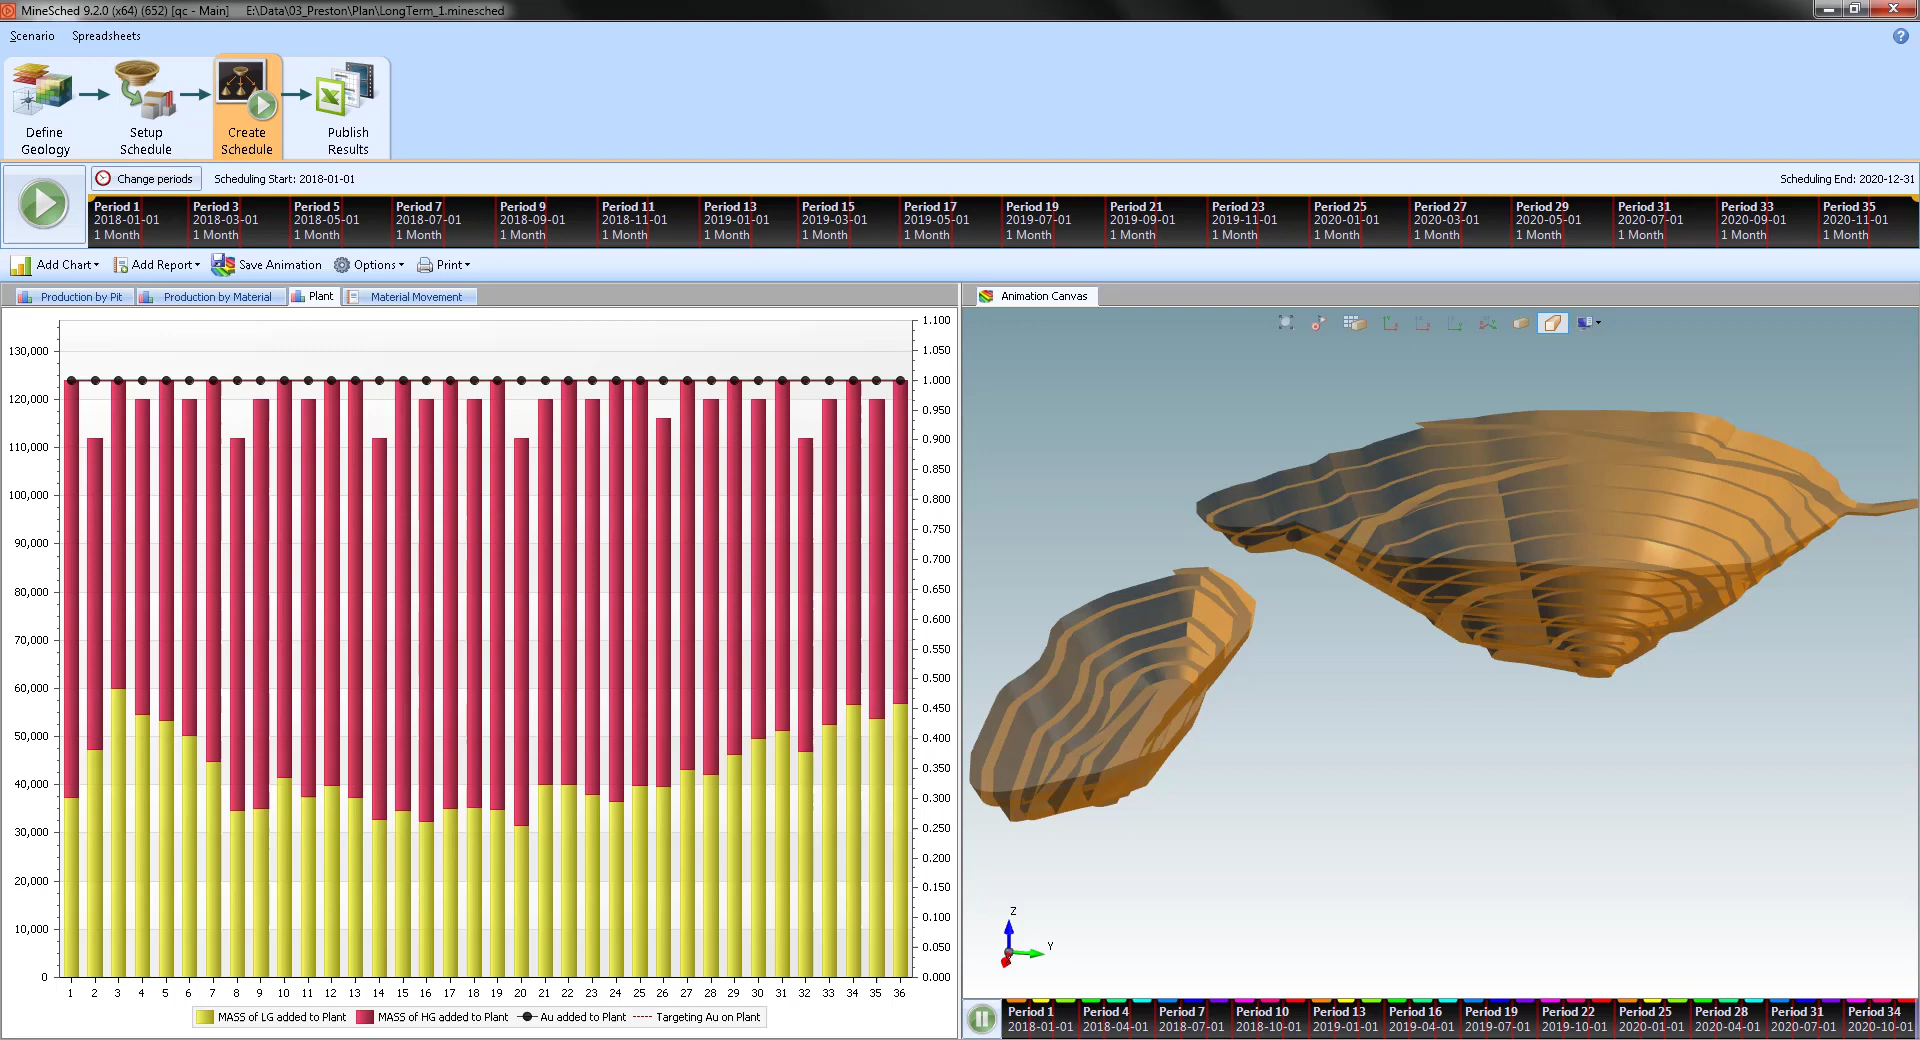 MineSched 9.2.0 (x64) (652) [qc - Main] E:\Data\03_Preston\Plan\LongTerm_1.minesched
Scenario Spreadsheets
Define Geology
Setup Schedule
Create Schedule
Publish Results
Change periods Scheduling Start: 2018-01-01 Scheduling End: 2020-12-31
Period 1 Period 3 Period 5 Period 7 Period 9 Period 11 Period 13 Period 15 Period 17 Period 19 Period 21 Period 23 Period 25 Period 27 Period 29 Period 31 Period 33 Period 35
2018-01-01 2018-03-01 2018-05-01 2018-07-01 2018-09-01 2018-11-01 2019-01-01 2019-03-01 2019-05-01 2019-07-01 2019-09-01 2019-11-01 2020-01-01 2020-03-01 2020-05-01 2020-07-01 2020-09-01 2020-11-01
1 Month 1 Month 1 Month 1 Month 1 Month 1 Month 1 Month 1 Month 1 Month 1 Month 1 Month 1 Month 1 Month 1 Month 1 Month 1 Month 1 Month 1 Month
Add Chart Add Report Save Animation Options Print
Production by Pit Production by Material Plant Material Movement
Animation Canvas
130,000
120,000
110,000
100,000
90,000
80,000
70,000
60,000
50,000
40,000
30,000
20,000
10,000
0
1.100
1.050
1.000
0.950
0.900
0.850
0.800
0.750
0.700
0.650
0.600
0.550
0.500
0.450
0.400
0.350
0.300
0.250
0.200
0.150
0.100
0.050
0.000
1 2 3 4 5 6 7 8 9 10 11 12 13 14 15 16 17 18 19 20 21 22 23 24 25 26 27 28 29 30 31 32 33 34 35 36
MASS of LG added to Plant MASS of HG added to Plant Au added to Plant Targeting Au on Plant
Z
Y
Period 1 Period 4 Period 7 Period 10 Period 13 Period 16 Period 19 Period 22 Period 25 Period 28 Period 31 Period 34
2018-01-01 2018-04-01 2018-07-01 2018-10-01 2019-01-01 2019-04-01 2019-07-01 2019-10-01 2020-01-01 2020-04-01 2020-07-01 2020-10-01